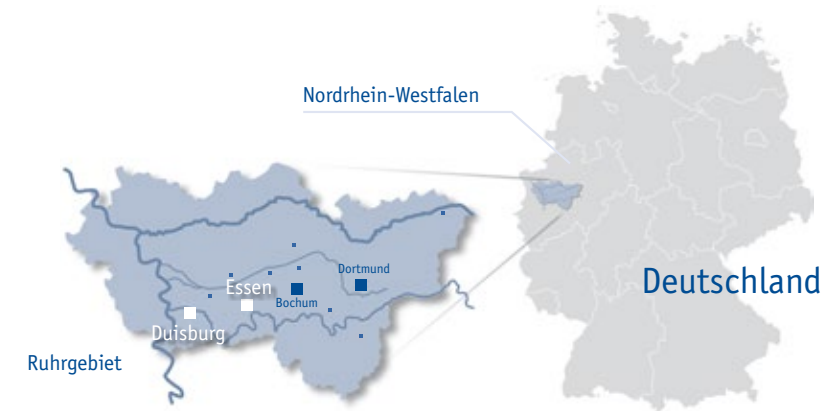 Nordrhein-Westfalen
Deutschland
Dortmund
Essen
Bochum
Duisburg
Ruhrgebiet